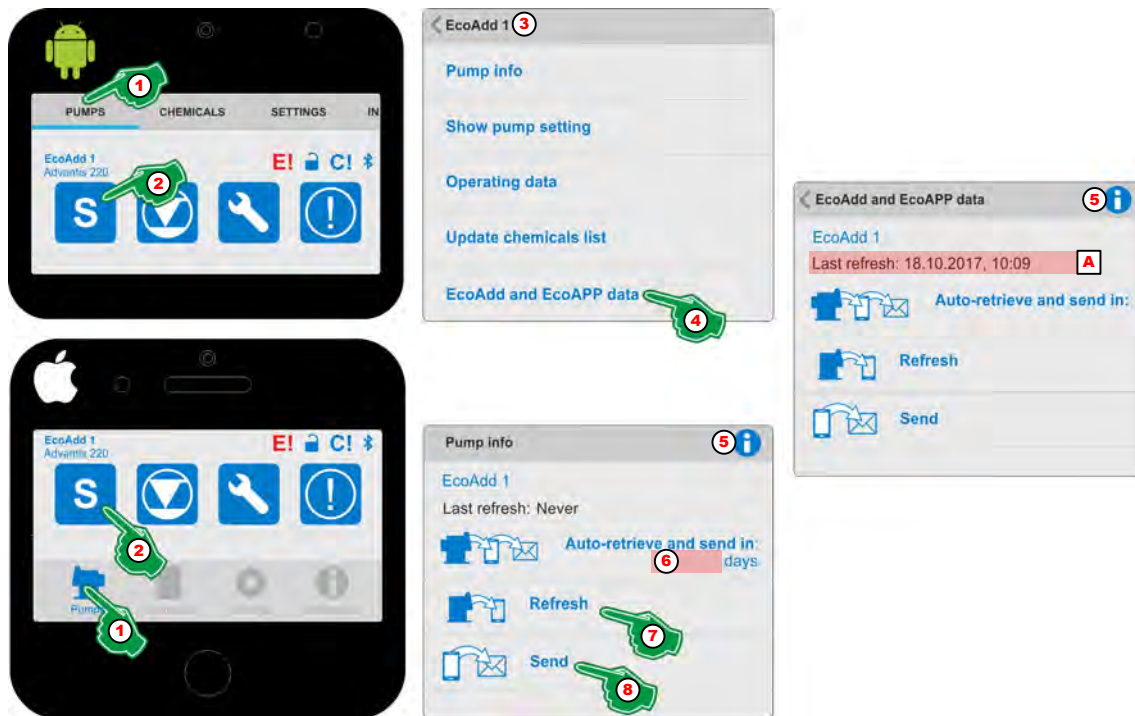 1
PUMPS CHEMICALS SETTINGS IN
EcoAdd 1
Advantis 220
E! C!
2
S
EcoAdd 1 3
Pump info
Show pump setting
Operating data
Update chemicals list
EcoAdd and EcoAPP data
4
EcoAdd and EcoAPP data 5
EcoAdd 1
Last refresh: 18.10.2017, 10:09 A
Auto-retrieve and send in:
Refresh
Send
EcoAdd 1
Advantis 220
E! C!
S
2
Pumps
1
Pump info 5
EcoAdd 1
Last refresh: Never
Auto-retrieve and send in:
6 days
Refresh
7
Send
8